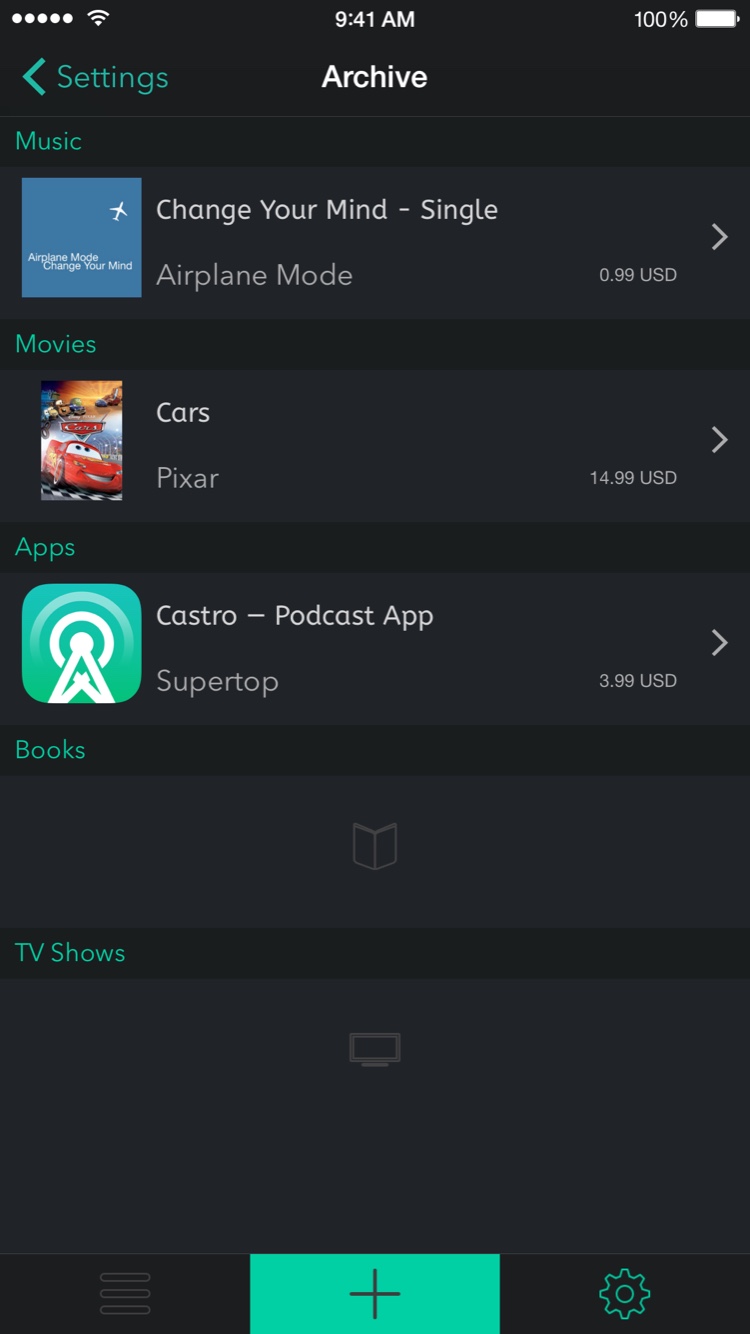 9:41 AM
100%
Settings
Archive
Music
Change Your Mind - Single
Airplane Mode
Change Your Mind
Airplane Mode
0.99 USD
Movies
Cars
Cars
Pixar
14.99 USD
Apps
Castro — Podcast App
Supertop
3.99 USD
Books
TV Shows